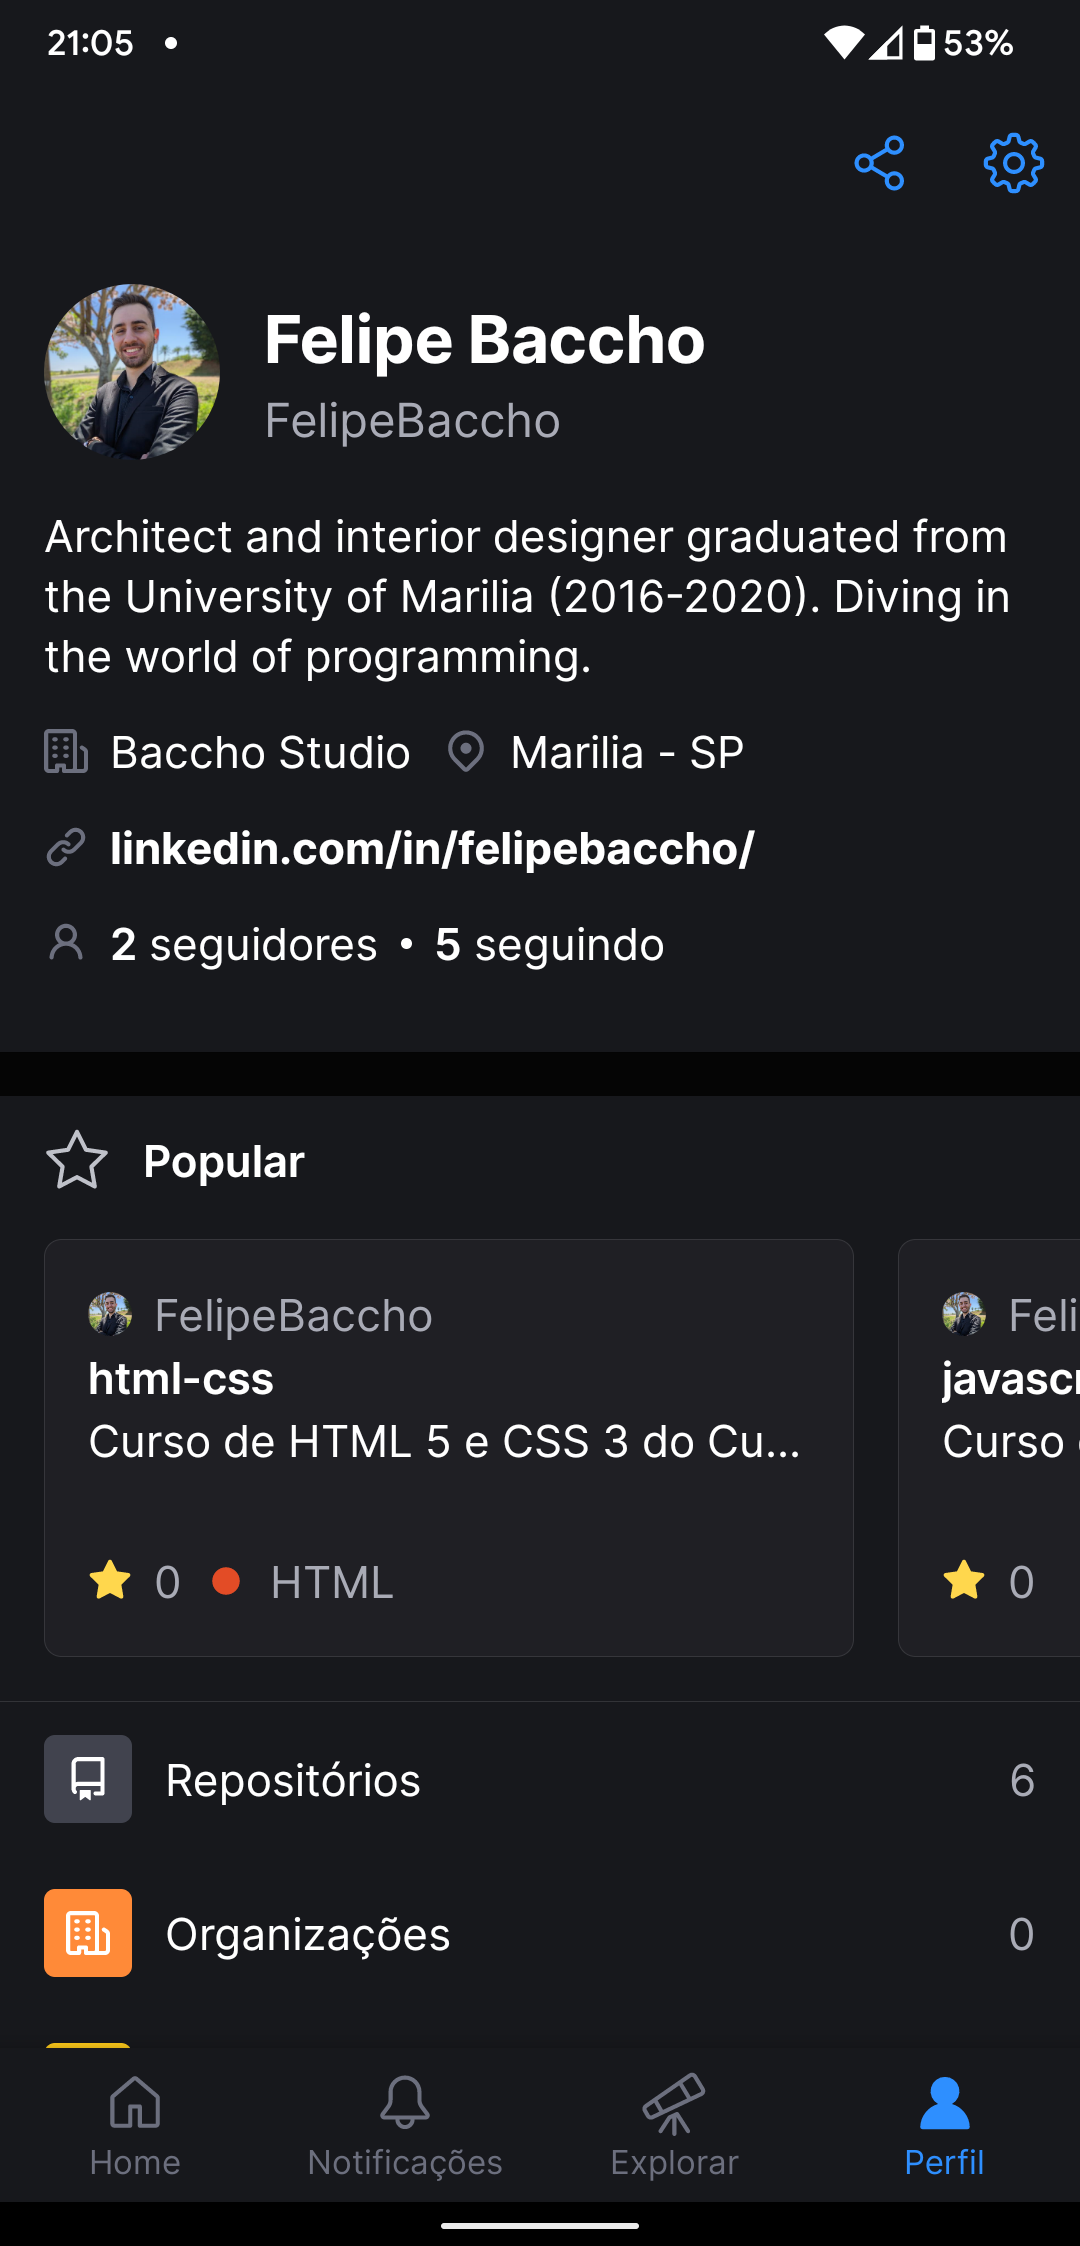 21:05
53%
Felipe Baccho
FelipeBaccho
Architect and interior designer graduated from
the University of Marilia (2016-2020). Diving in
the world of programming.
Baccho Studio Marilia - SP
linkedin.com/in/felipebaccho/
2 seguidores • 5 seguindo
Popular
FelipeBaccho
html-css
Curso de HTML 5 e CSS 3 do Cu...
0 HTML
Feli
javascr
Curso
0
Repositórios 6
Organizações 0
Home Notificações Explorar Perfil